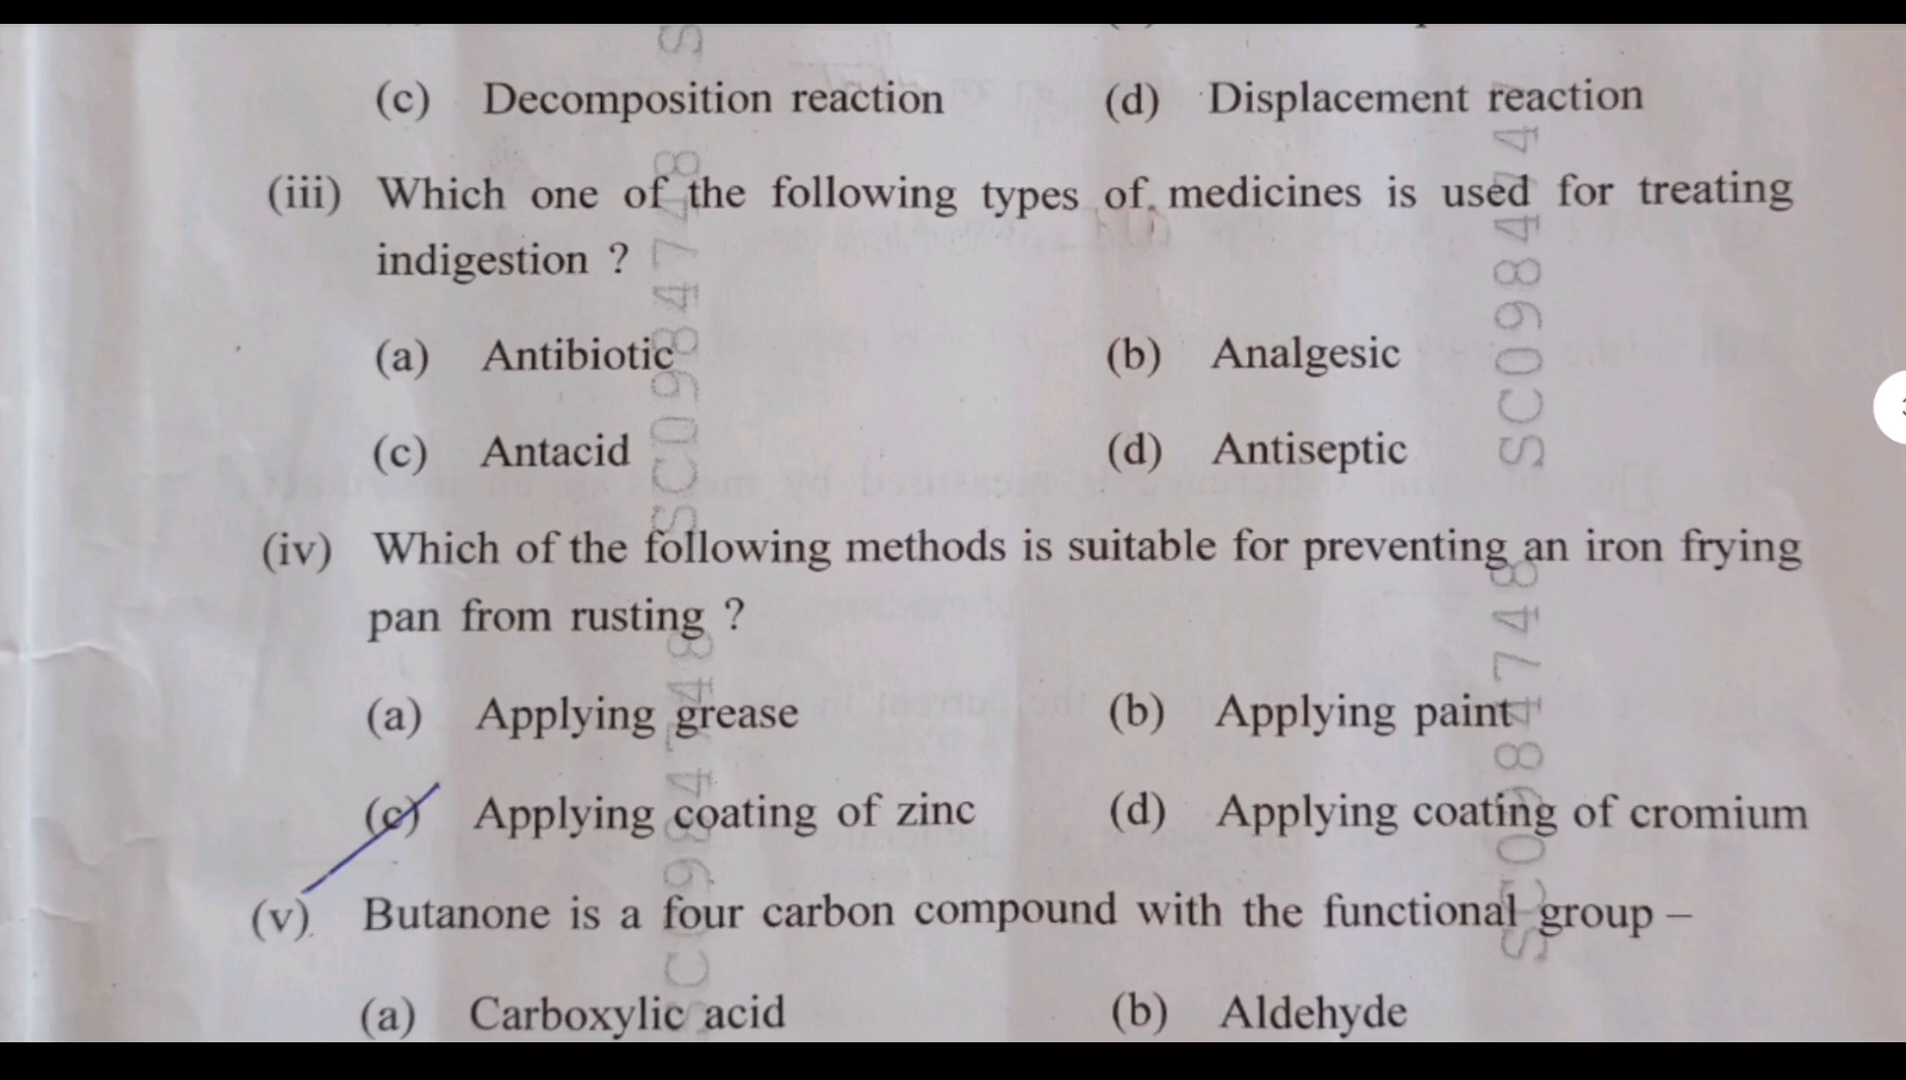 (c) Decomposition reaction (d) Displacement reaction
(iii) Which one of the following types of medicines is used for treating
indigestion ?
(a) Antibiotic (b) Analgesic
(c) Antacid (d) Antiseptic
(iv) Which of the following methods is suitable for preventing an iron frying
pan from rusting ?
(a) Applying grease (b) Applying paint
(c) Applying coating of zinc (d) Applying coating of cromium
(v) Butanone is a four carbon compound with the functional group –
(a) Carboxylic acid (b) Aldehyde
SC0984748
SC0984748